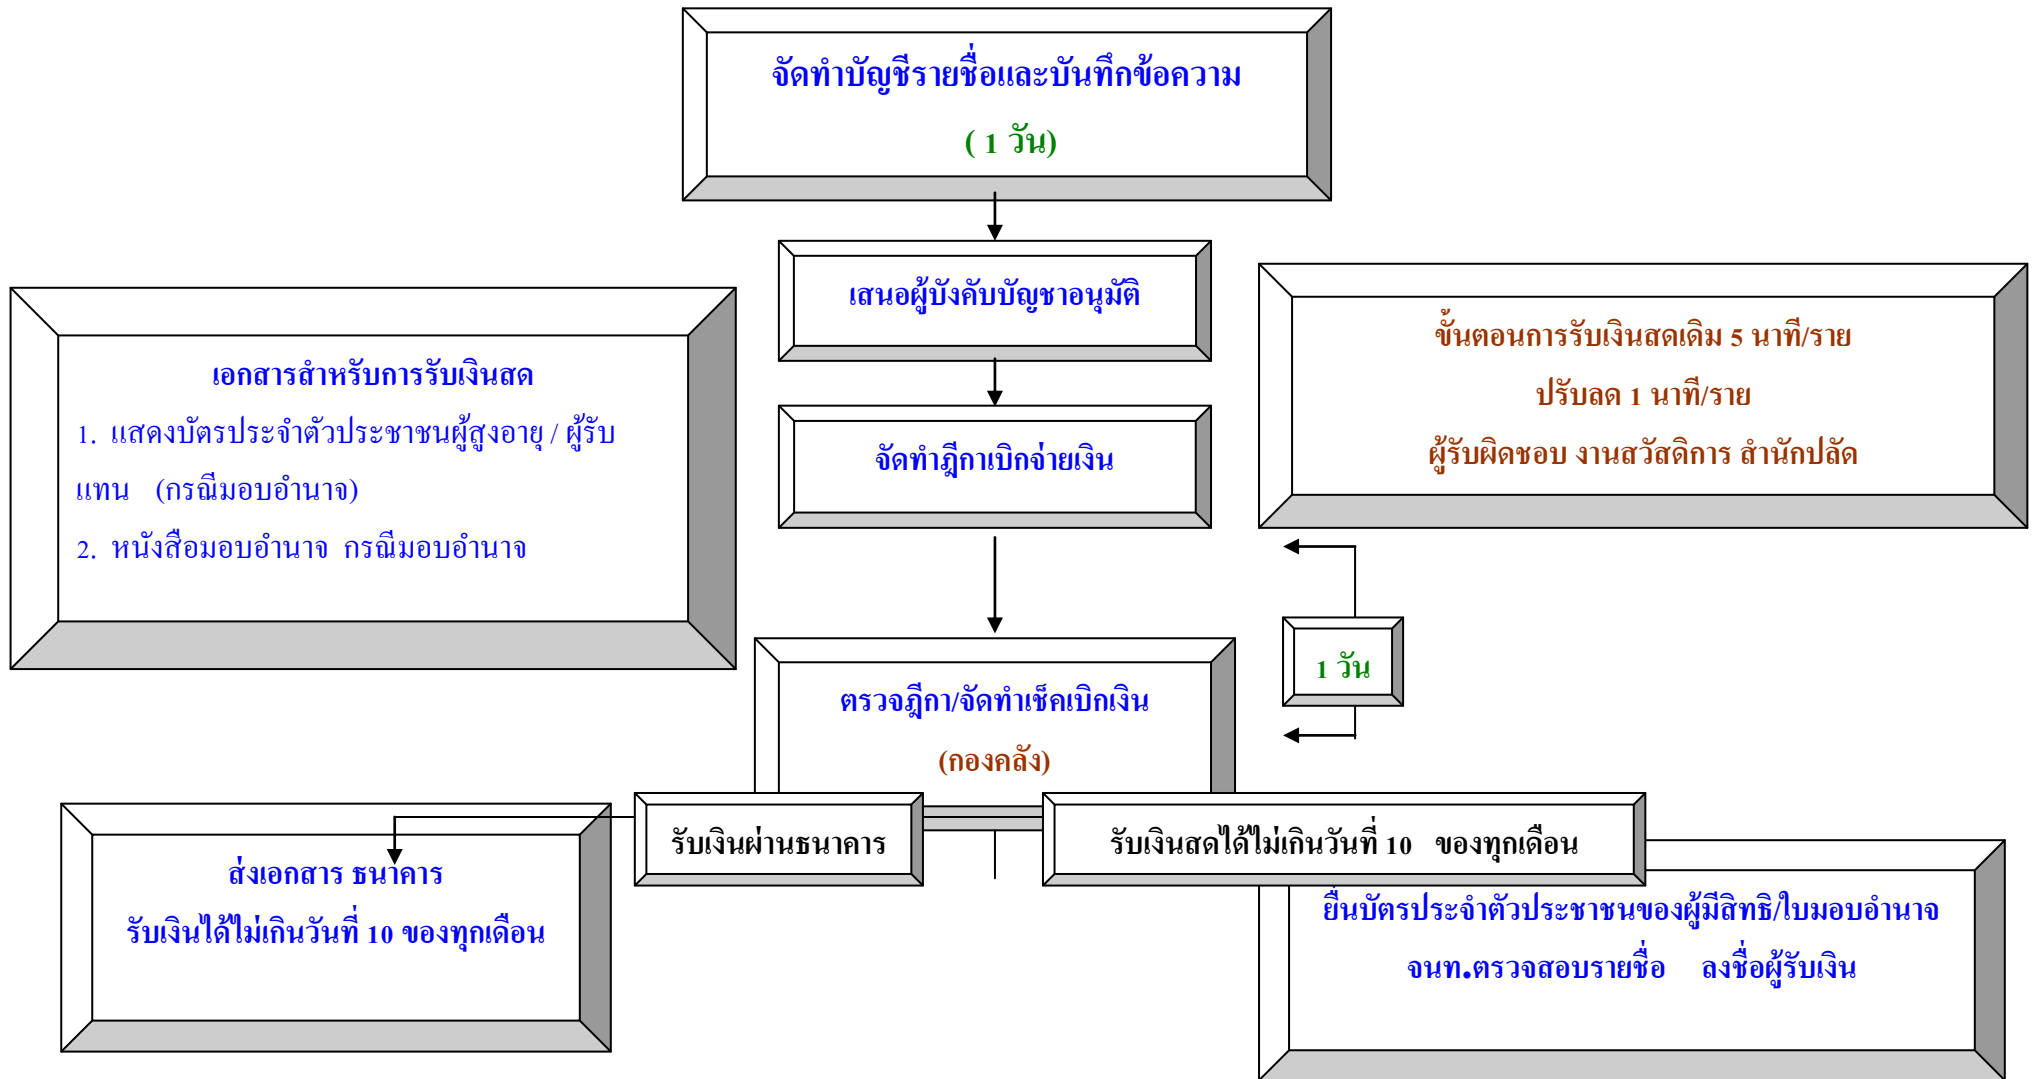 จัดทำบัญชีรายชื่อและบันทึกข้อความ
( 1 วัน)
เสนอผู้บังคับบัญชาอนุมัติ
เอกสารสำหรับการรับเงินสด
1. แสดงบัตรประจำตัวประชาชนผู้สูงอายุ / ผู้รับ
แทน (กรณีมอบอำนาจ)
2. หนังสือมอบอำนาจ กรณีมอบอำนาจ
ขั้นตอนการรับเงินสดเดิม 5 นาที/ราย
ปรับลด 1 นาที/ราย
ผู้รับผิดชอบ งานสวัสดิการ สำนักปลัด
จัดทำฎีกาเบิกจ่ายเงิน
1 วัน
ตรวจฎีกา/จัดทำเช็คเบิกเงิน
(กองคลัง)
รับเงินผ่านธนาคาร
รับเงินสดได้ไม่เกินวันที่ 10 ของทุกเดือน
ส่งเอกสาร ธนาคาร
รับเงินได้ไม่เกินวันที่ 10 ของทุกเดือน
ยื่นบัตรประจำตัวประชาชนของผู้มีสิทธิ/ใบมอบอำนาจ
จนท.ตรวจสอบรายชื่อ ลงชื่อผู้รับเงิน